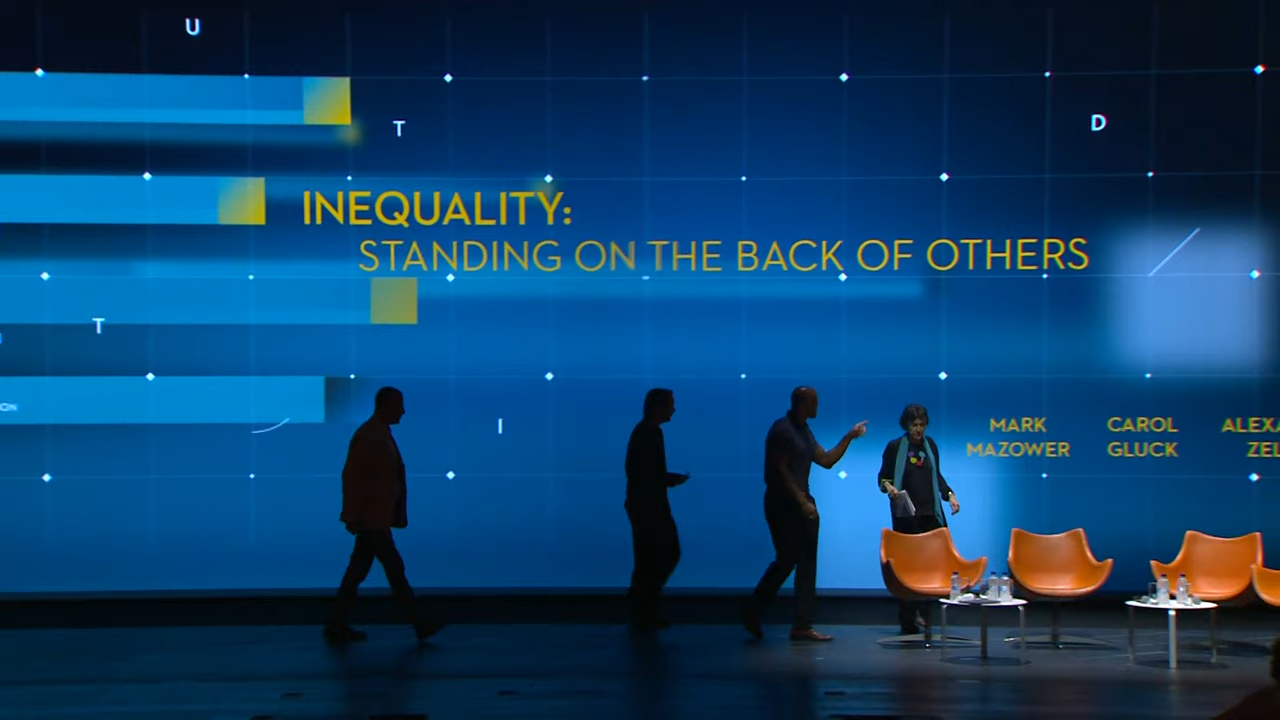 U
T
D
INEQUALITY:
STANDING ON THE BACK OF OTHERS
T
I
MARK
MAZOWER
CAROL
GLUCK